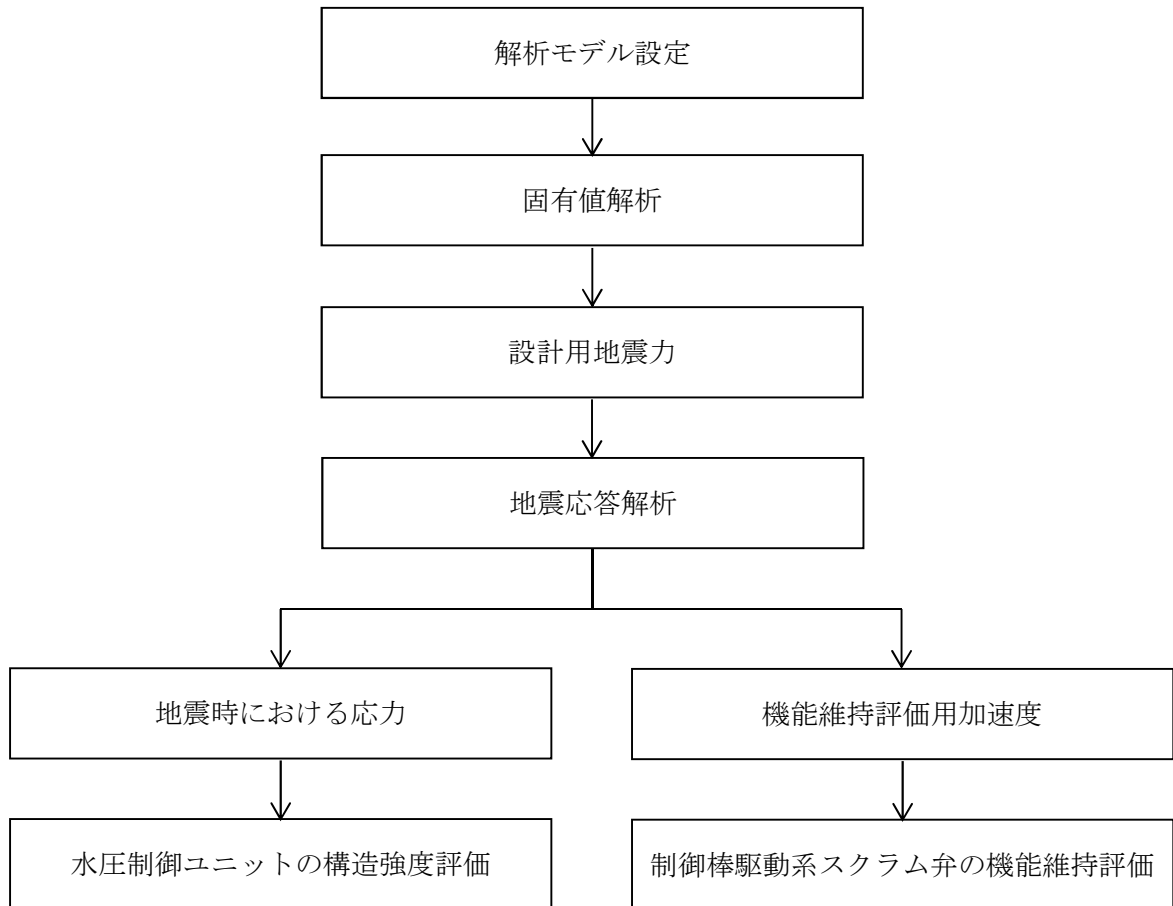 解析モデル設定
固有値解析
設計用地震力
地震応答解析
地震時における応力
機能維持評価用加速度
水圧制御ユニットの構造強度評価
制御棒駆動系スクラム弁の機能維持評価